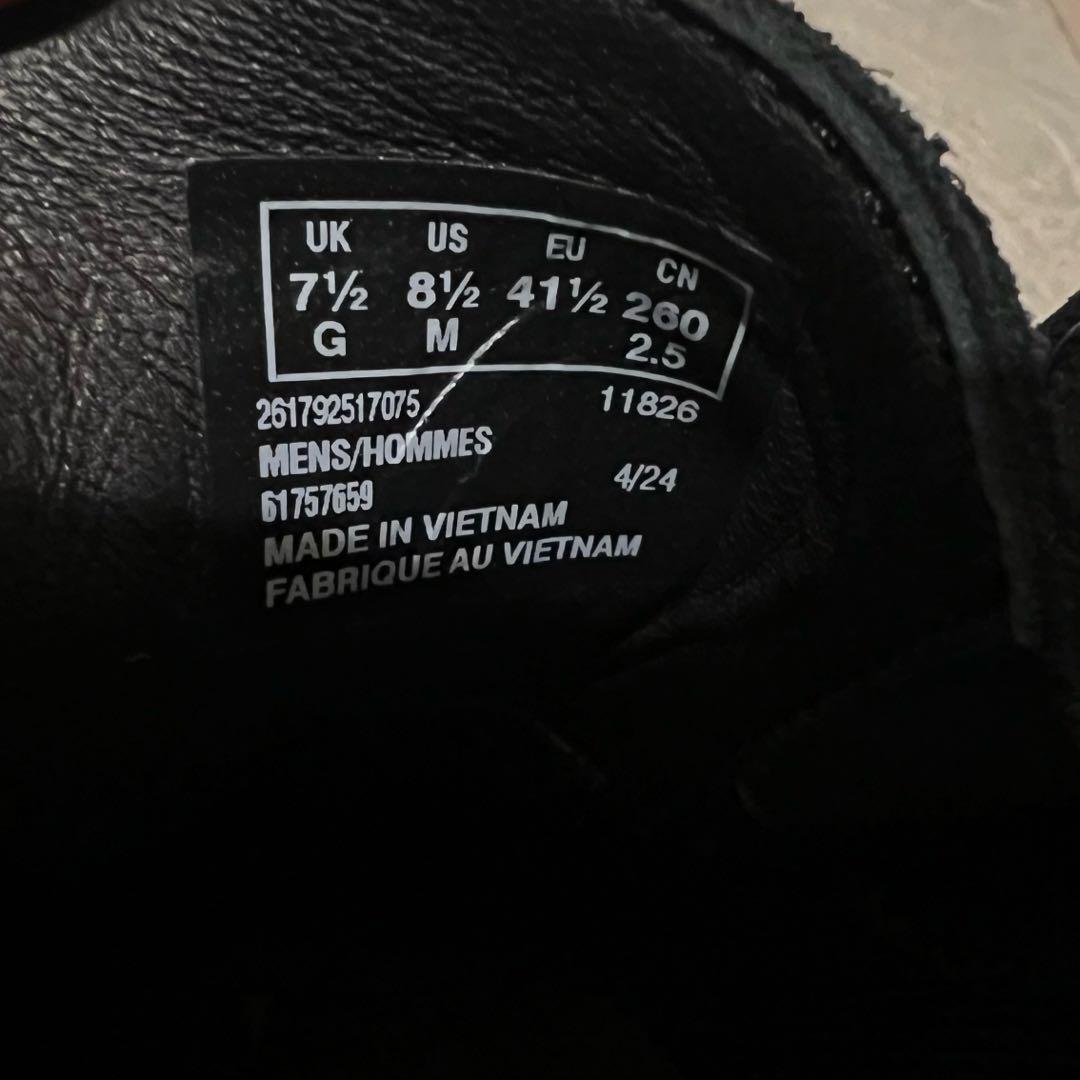 UK US EU CN
7½ 8½ 41½ 260
G M 2.5
261792517075 11826
MENS/HOMMES
61757659 4/24
MADE IN VIETNAM
FABRIQUE AU VIETNAM